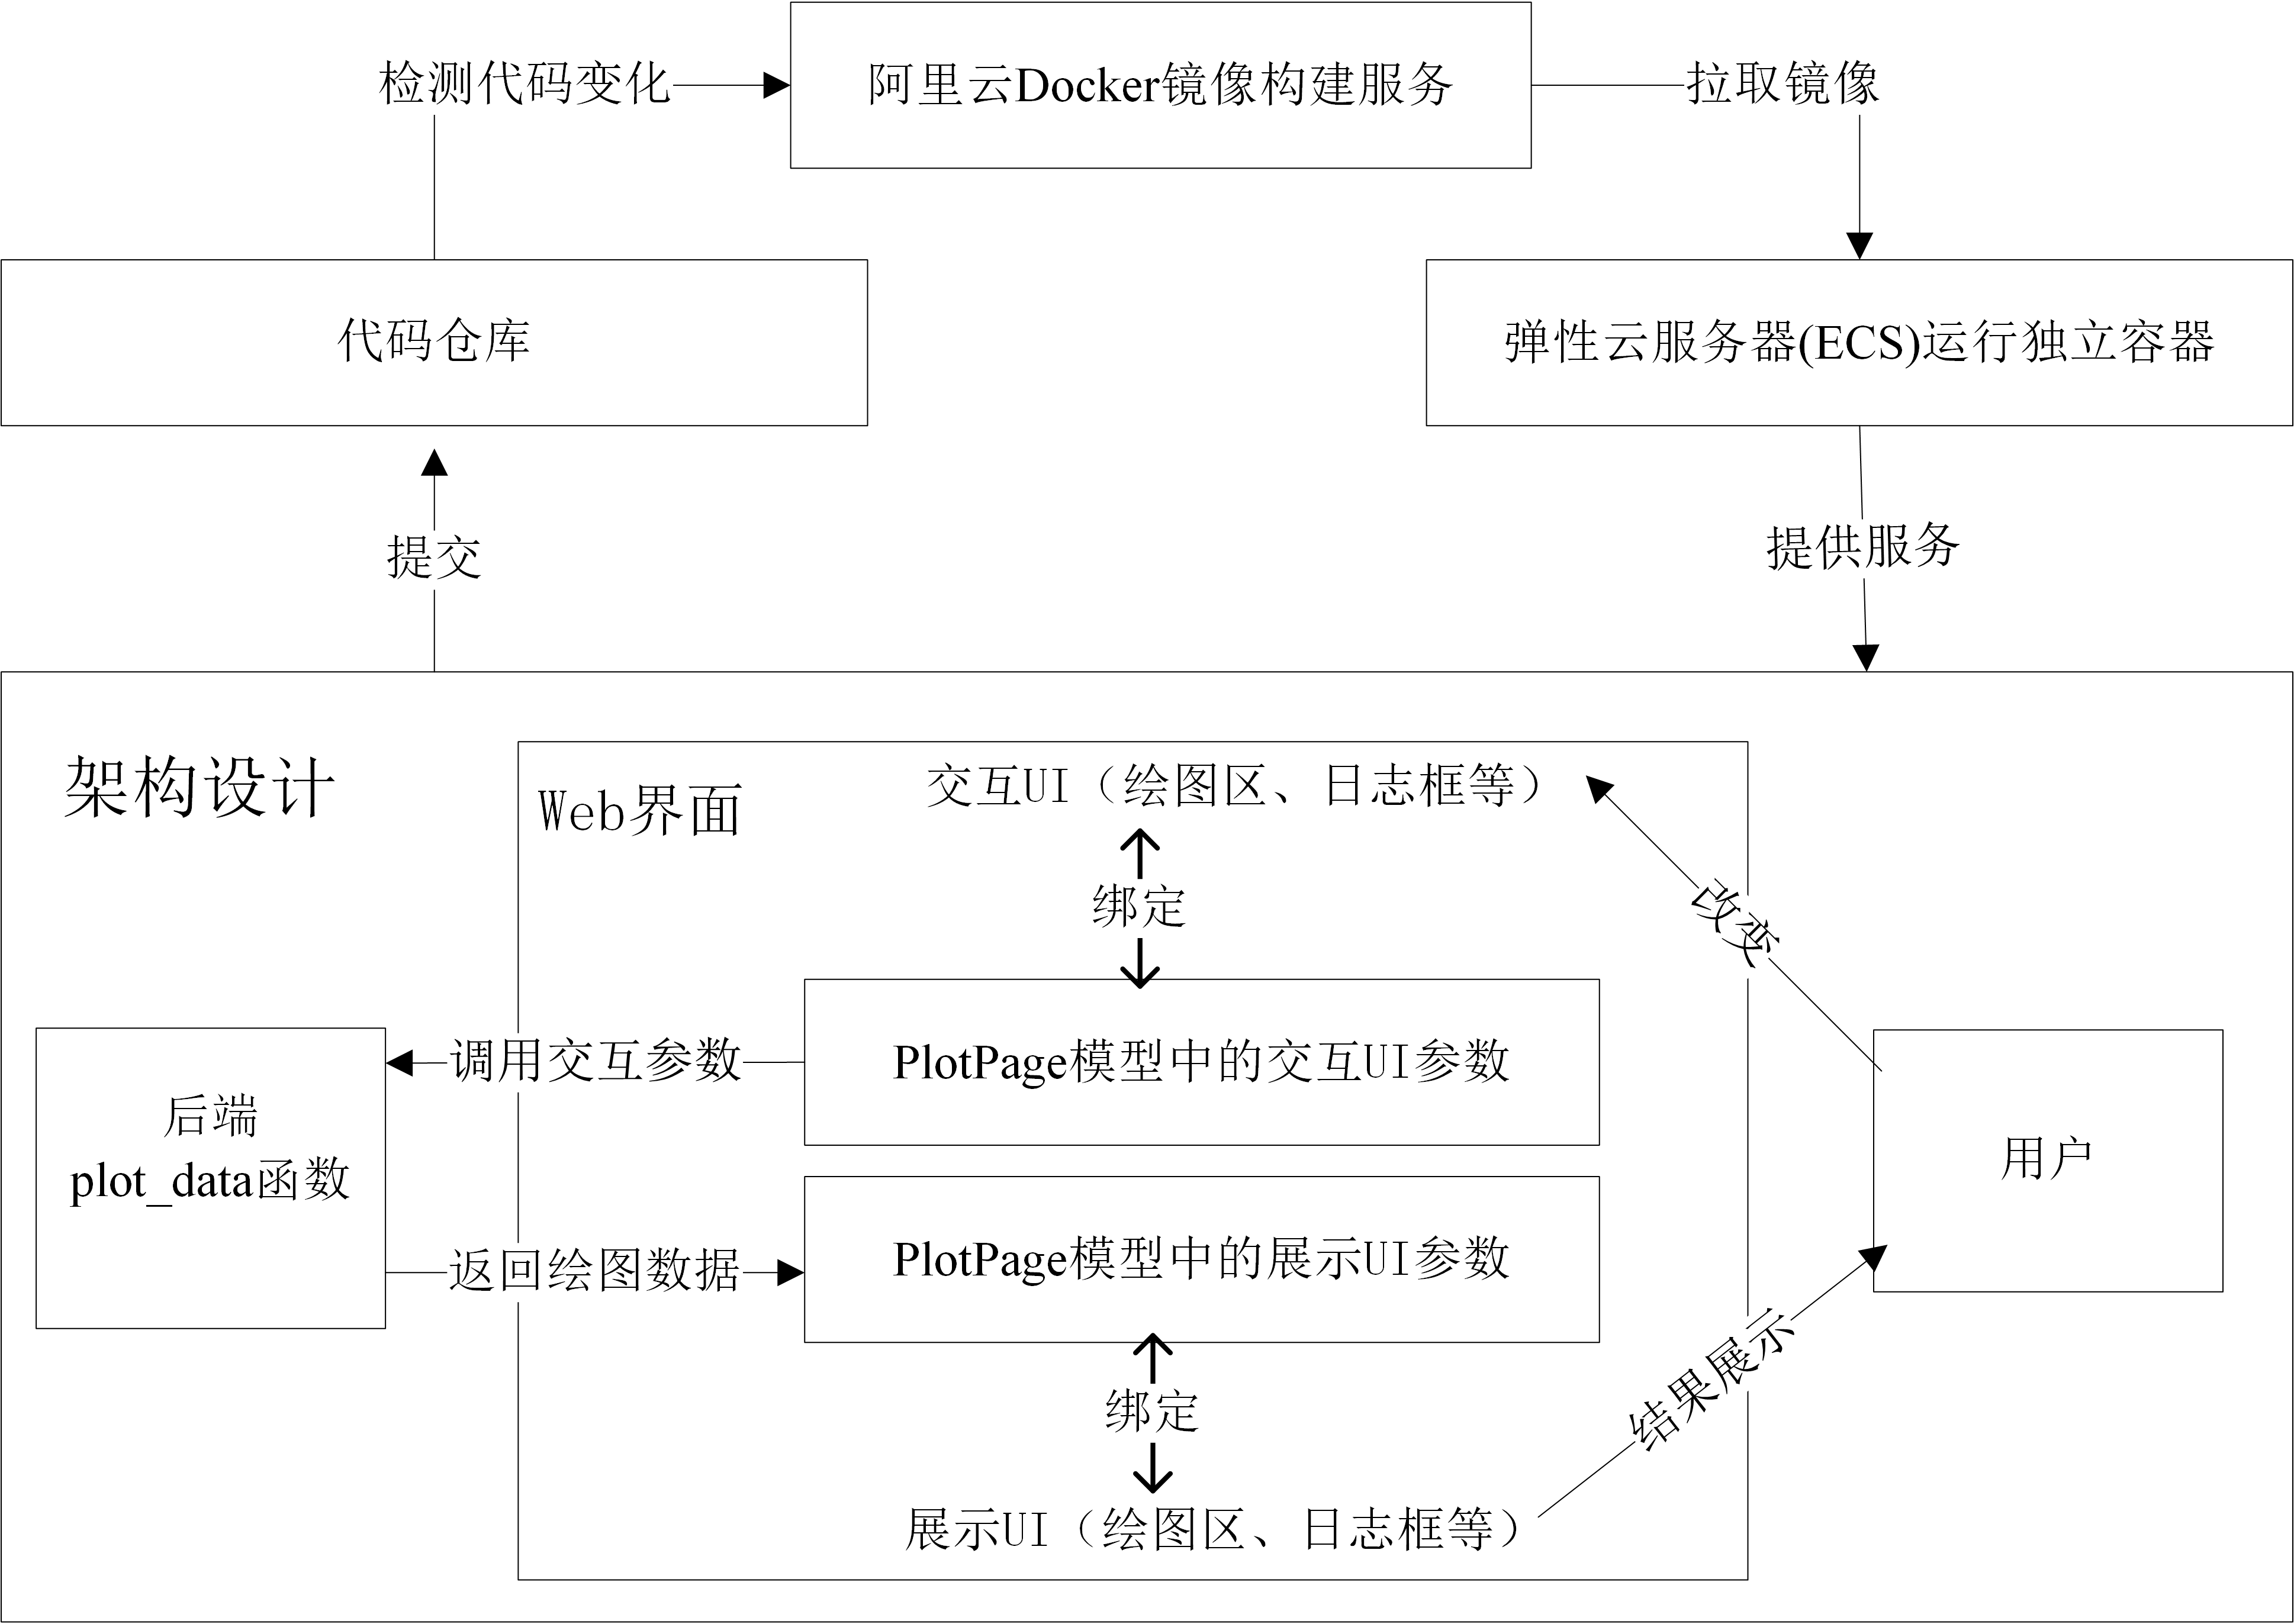 检测代码变化
阿里云Docker镜像构建服务
拉取镜像
代码仓库
弹性云服务器(ECS)运行独立容器
提交
提供服务
架构设计
Web界面
交互UI（绘图区、日志框等）
绑定
改变
调用交互参数
PlotPage模型中的交互UI参数
后端
plot_data函数
用户
返回绘图数据
PlotPage模型中的展示UI参数
结果展示
绑定
展示UI（绘图区、日志框等）